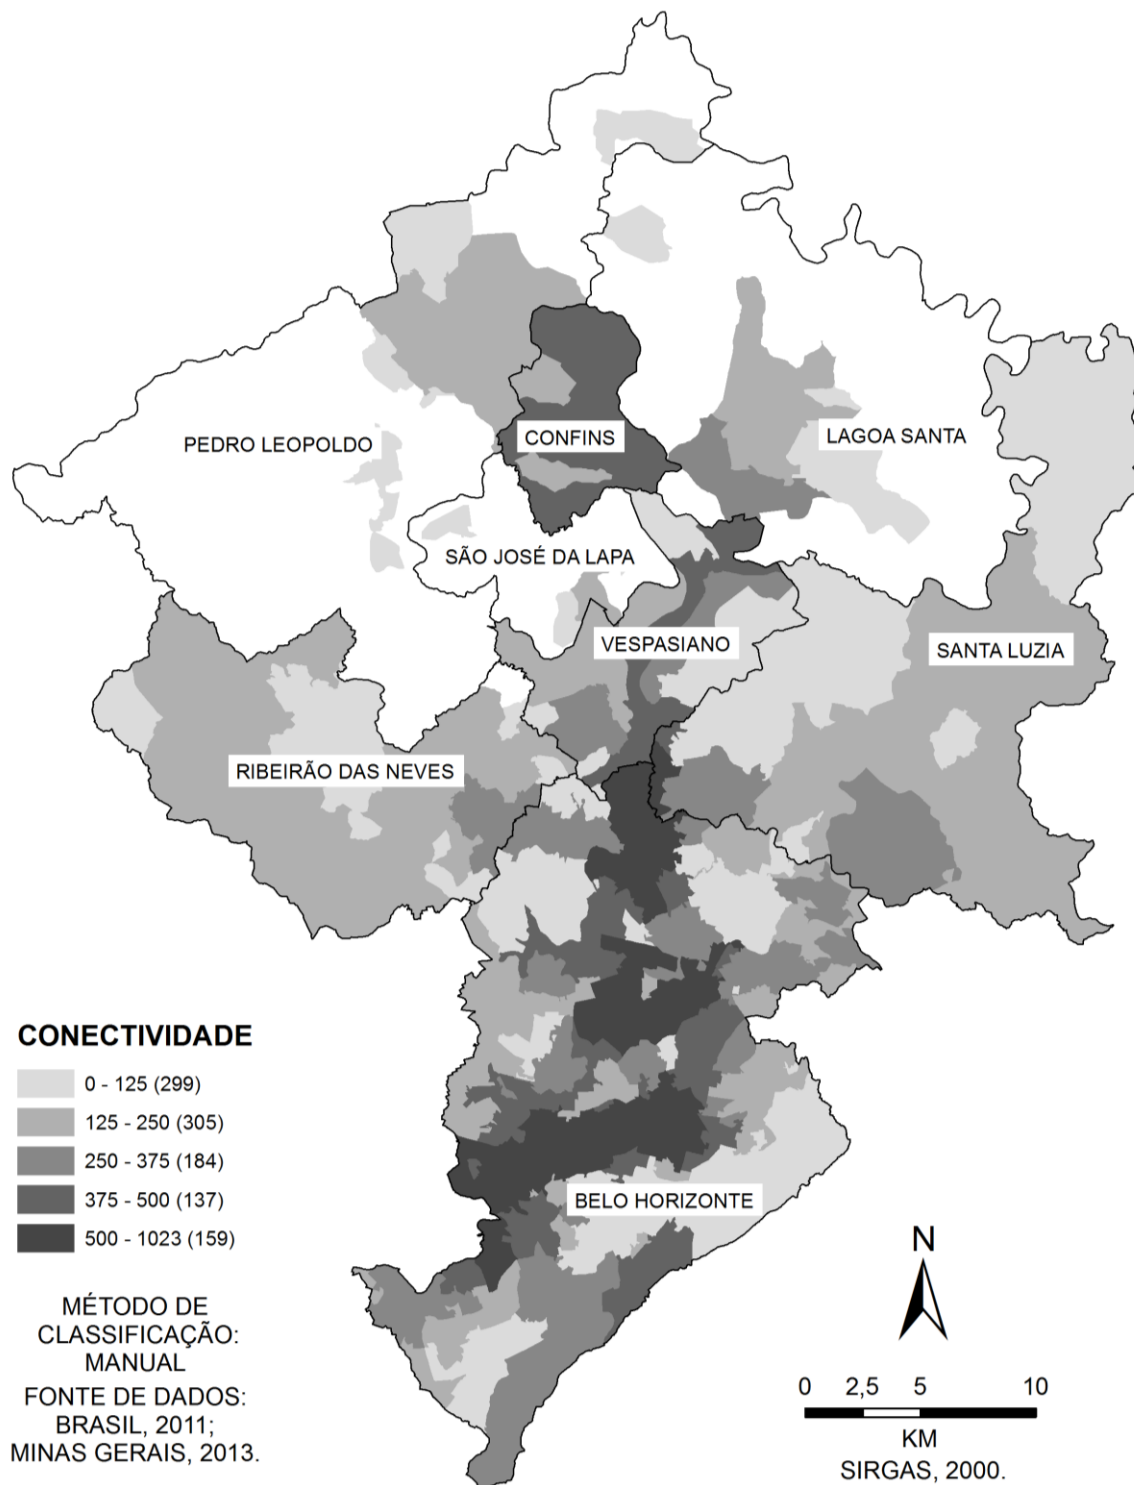 PEDRO LEOPOLDO
CONFINS
LAGOA SANTA
SÃO JOSÉ DA LAPA
VESPASIANO
SANTA LUZIA
RIBEIRÃO DAS NEVES
BELO HORIZONTE
CONECTIVIDADE
0 - 125 (299)
125 - 250 (305)
250 - 375 (184)
375 - 500 (137)
500 - 1023 (159)
MÉTODO DE
CLASSIFICAÇÃO:
MANUAL
FONTE DE DADOS:
BRASIL, 2011;
MINAS GERAIS, 2013.
N
0 2,5 5 10
KM
SIRGAS, 2000.